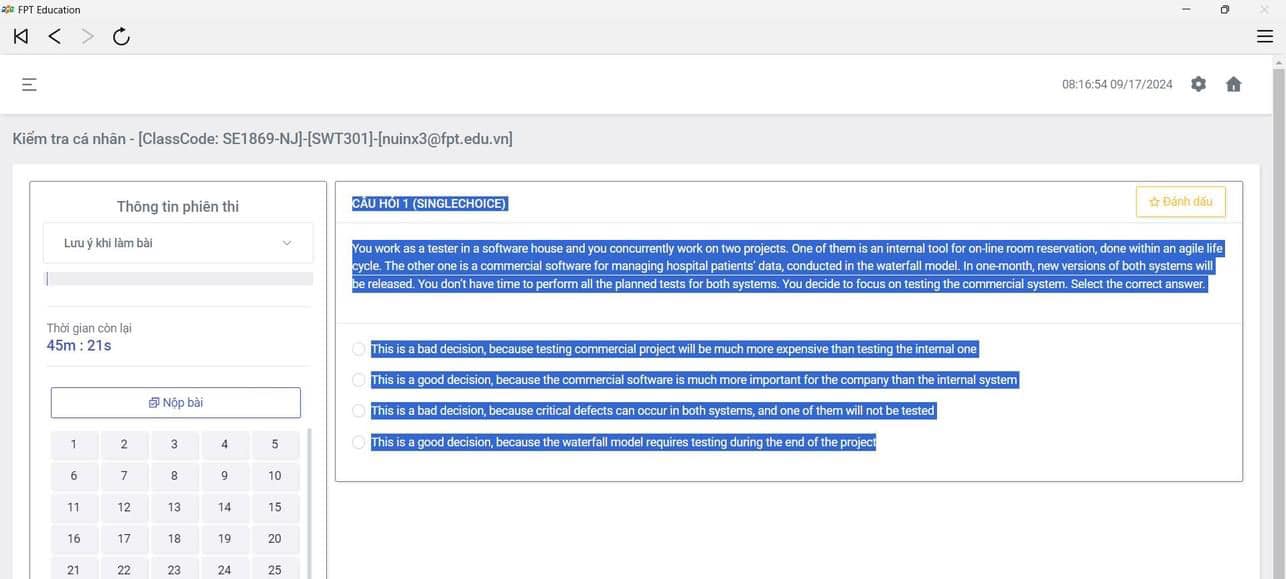 FPT Education
08:16:54 09/17/2024
Kiểm tra cá nhân - [ClassCode: SE1869-NJ]-[SWT301]-[nuinx3@fpt.edu.vn]
Thông tin phiên thi
Lưu ý khi làm bài
Thời gian còn lại
45m : 21s
Nộp bài
1 2 3 4 5
6 7 8 9 10
11 12 13 14 15
16 17 18 19 20
21 22 23 24 25
CÂU HỎI 1 (SINGLECHOICE)
Đánh dấu
You work as a tester in a software house and you concurrently work on two projects. One of them is an internal tool for on-line room reservation, done within an agile life
cycle. The other one is a commercial software for managing hospital patients' data, conducted in the waterfall model. In one-month, new versions of both systems will
be released. You don't have time to perform all the planned tests for both systems. You decide to focus on testing the commercial system. Select the correct answer.
This is a bad decision, because testing commercial project will be much more expensive than testing the internal one
This is a good decision, because the commercial software is much more important for the company than the internal system
This is a bad decision, because critical defects can occur in both systems, and one of them will not be tested
This is a good decision, because the waterfall model requires testing during the end of the project